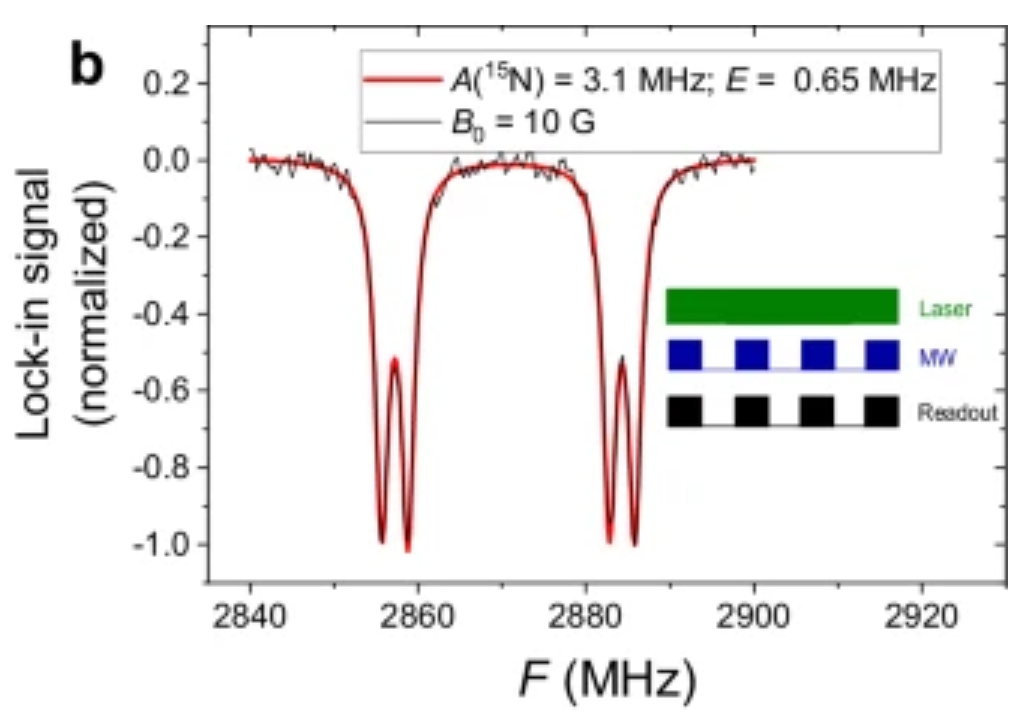 b
A(¹⁵N) = 3.1 MHz; E = 0.65 MHz
B₀ = 10 G
0.2
0.0
-0.2
-0.4
-0.6
-0.8
-1.0
Lock-in signal
(normalized)
Laser
MW
Readout
2840 2860 2880 2900 2920
F (MHz)